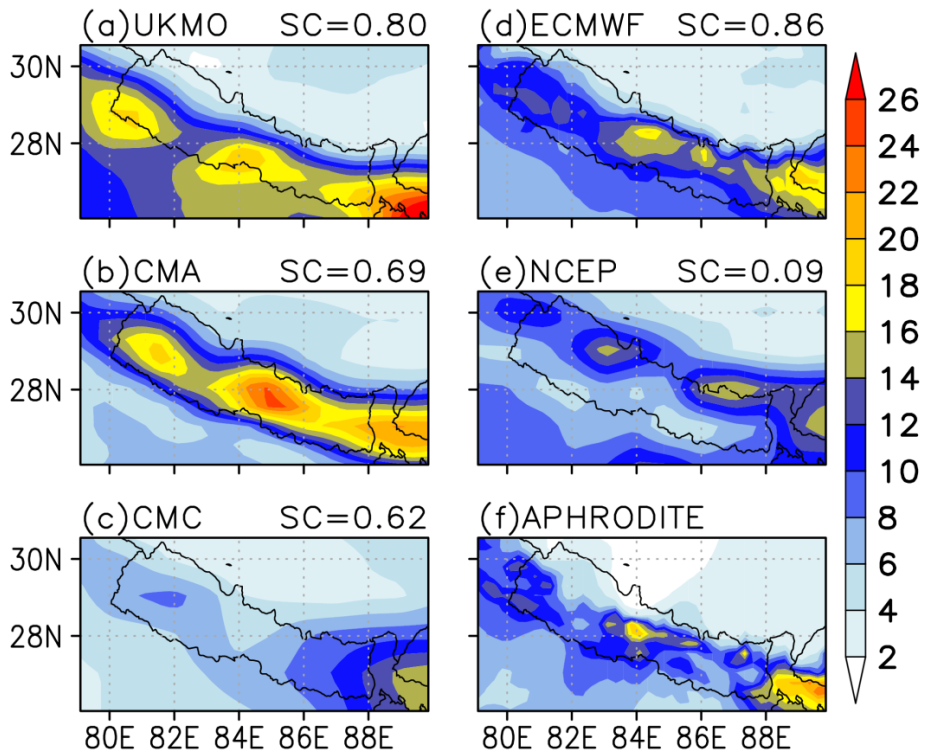 (a)UKMO SC=0.80
(d)ECMWF SC=0.86
30N
28N
(b)CMA SC=0.69
(e)NCEP SC=0.09
30N
28N
(c)CMC SC=0.62
(f)APHRODITE
30N
28N
80E 82E 84E 86E 88E
80E 82E 84E 86E 88E
26
24
22
20
18
16
14
12
10
8
6
4
2